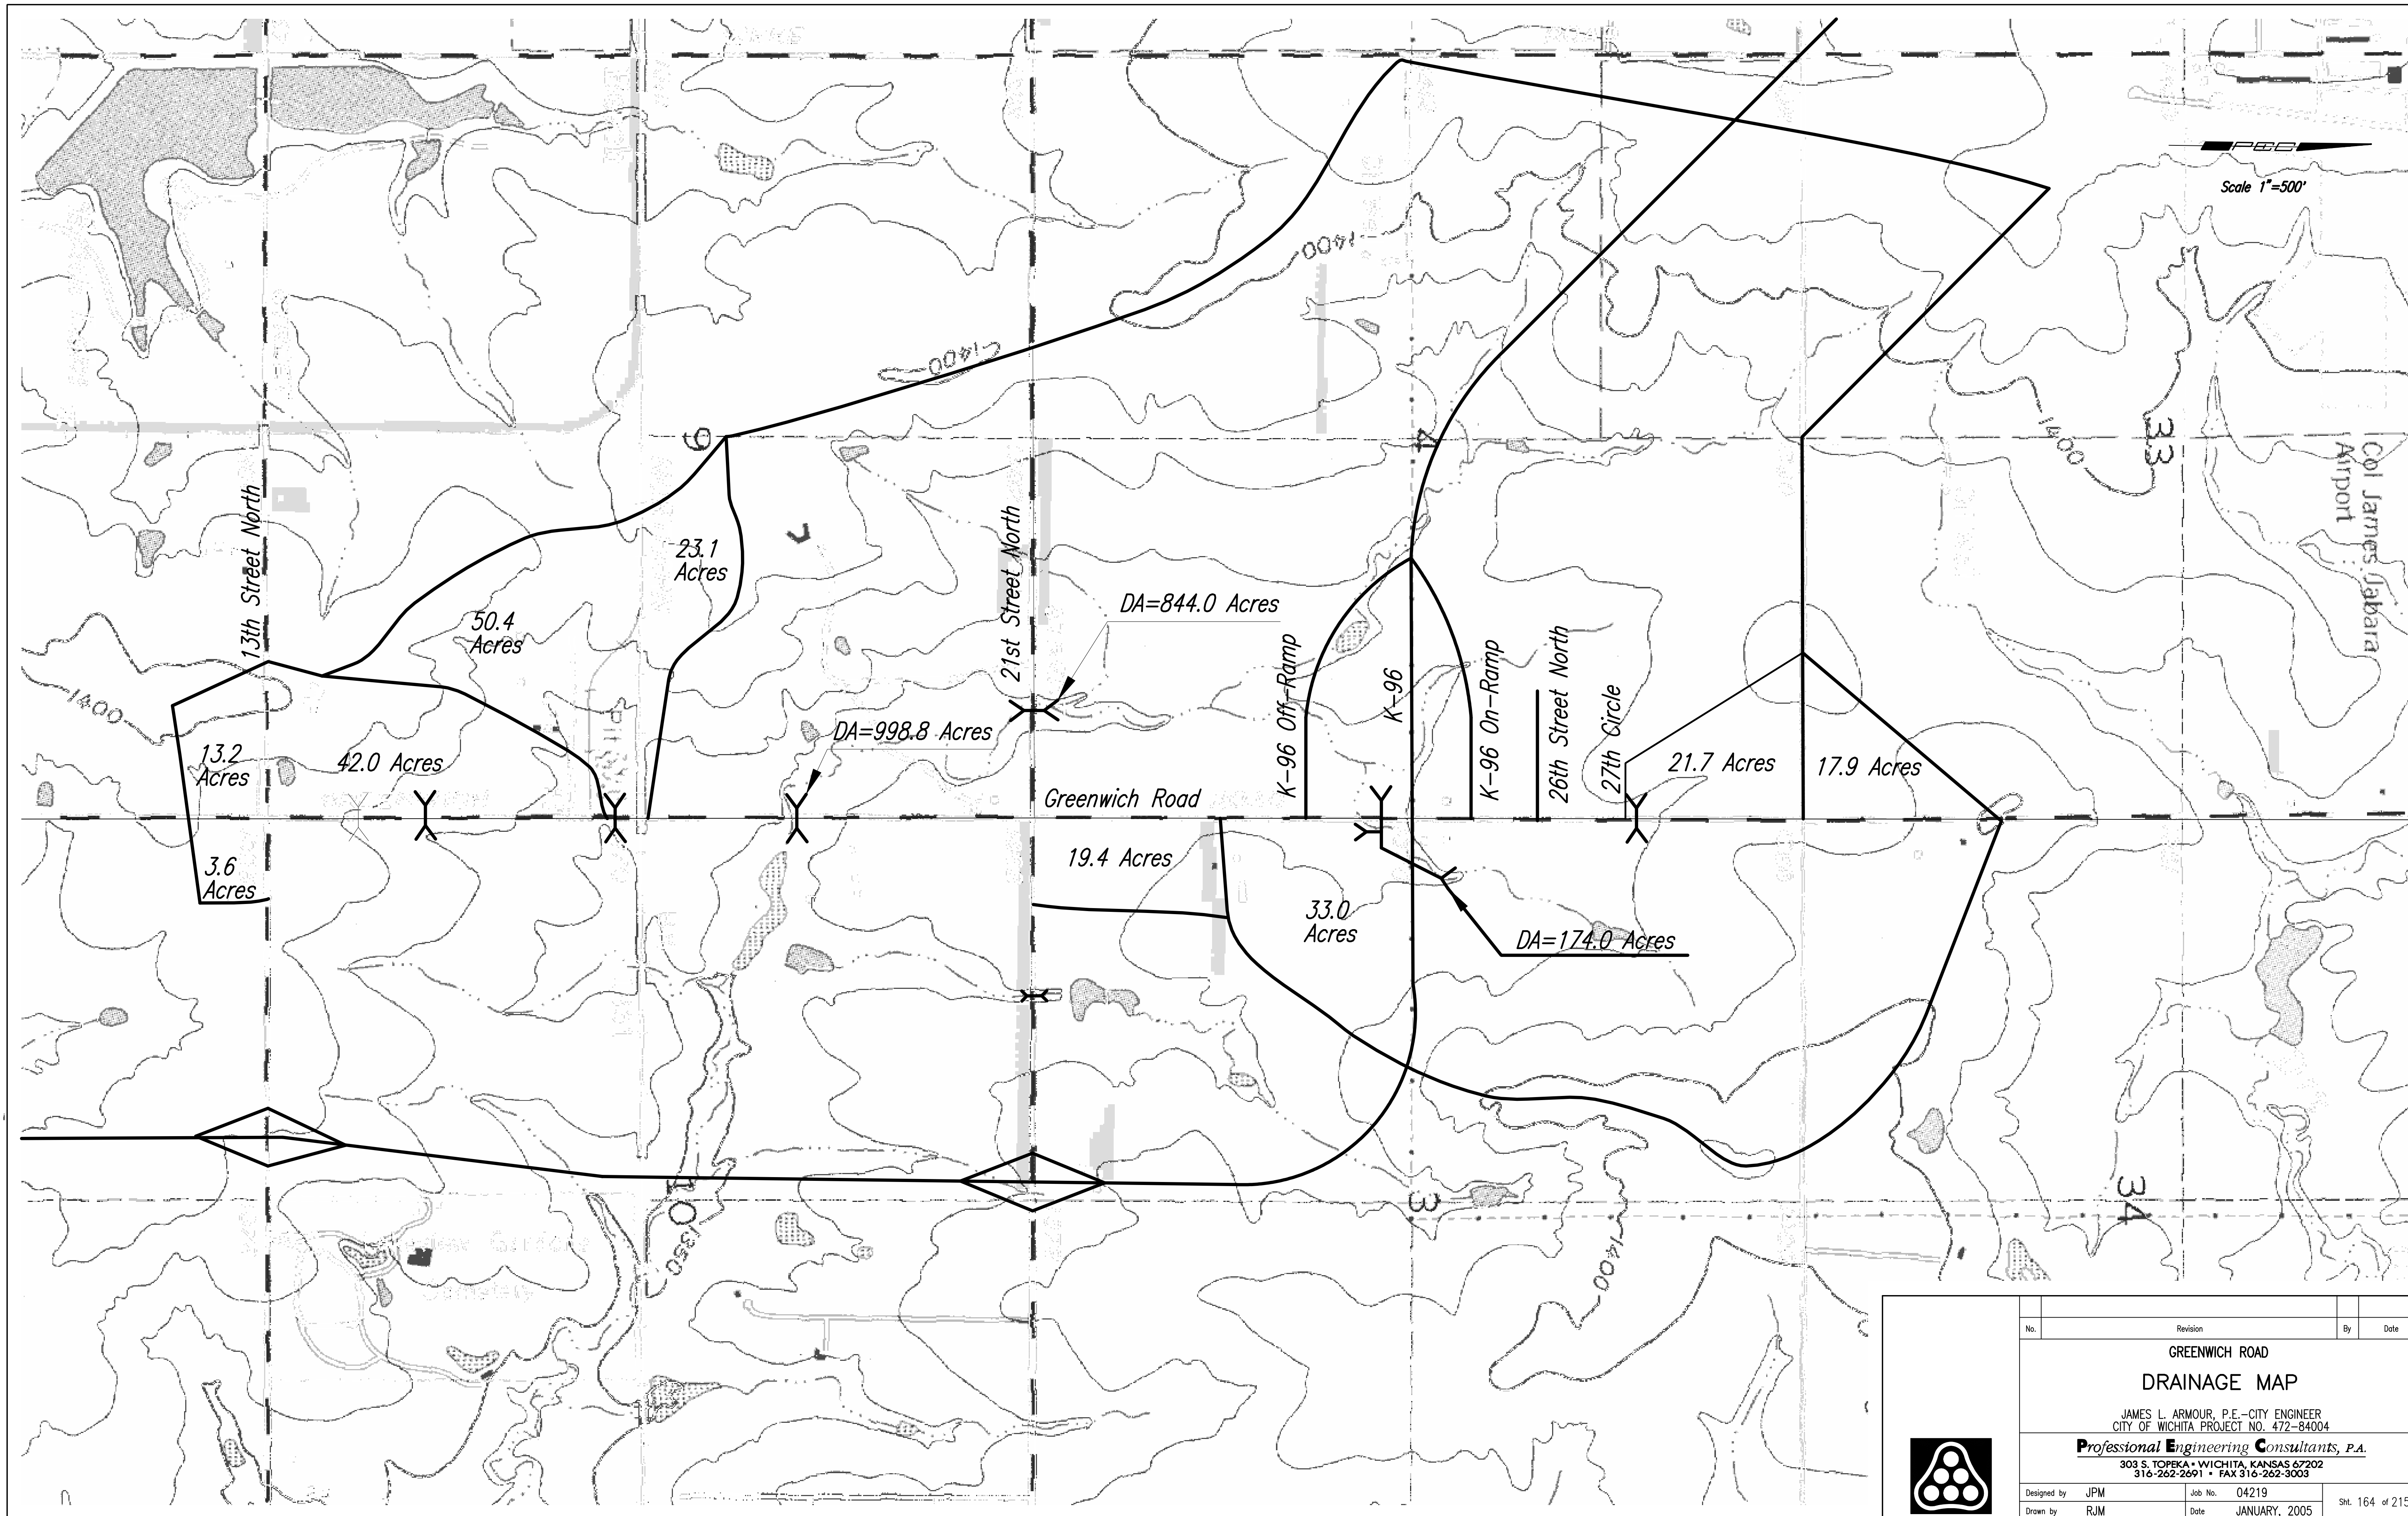 PEC
Scale 1"=500'
1400
1400
9
4
1400
33
Col James Jabara
Airport
13th Street North
21st Street North
23.1
Acres
50.4
Acres
DA=844.0 Acres
K-96 Off-Ramp
K-96
K-96 On-Ramp
26th Street North
27th Circle
1400
DA=998.8 Acres
13.2
Acres
42.0 Acres
21.7 Acres
17.9 Acres
Greenwich Road
3.6
Acres
19.4 Acres
33.0
Acres
DA=174.0 Acres
10
3
34
1350
1400
No.
Revision
By
Date
GREENWICH ROAD
DRAINAGE MAP
JAMES L. ARMOUR, P.E.-CITY ENGINEER
CITY OF WICHITA PROJECT NO. 472-84004
Professional Engineering Consultants, P.A.
303 S. TOPEKA • WICHITA, KANSAS 67202
316-262-2691 • FAX 316-262-3003
Designed by JPM
Job No. 04219
Sht. 164 of 215
Drawn by RJM
Date JANUARY, 2005